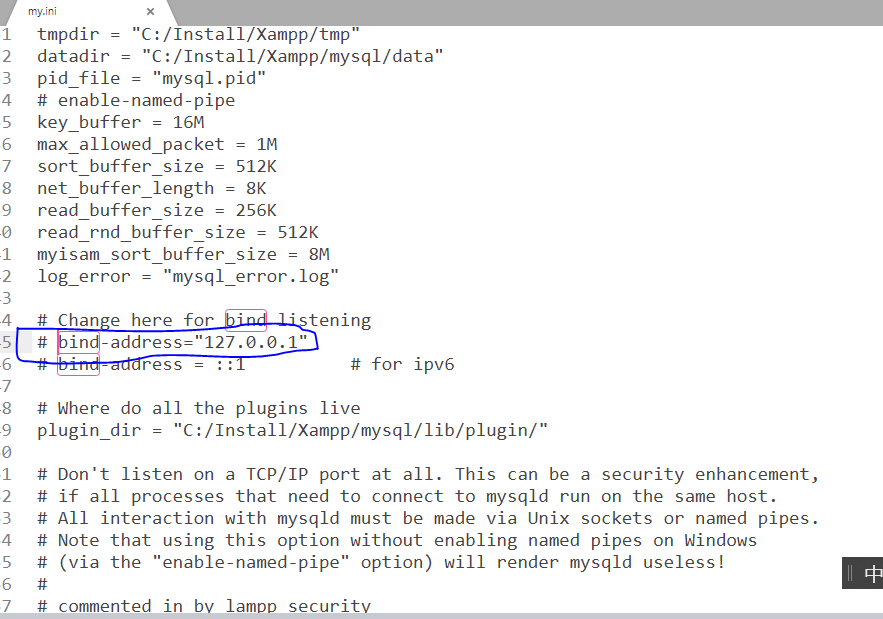 my.ini ×
1 tmpdir = "C:/Install/Xampp/tmp"
2 datadir = "C:/Install/Xampp/mysql/data"
3 pid_file = "mysql.pid"
4 # enable-named-pipe
5 key_buffer = 16M
6 max_allowed_packet = 1M
7 sort_buffer_size = 512K
8 net_buffer_length = 8K
9 read_buffer_size = 256K
0 read_rnd_buffer_size = 512K
1 myisam_sort_buffer_size = 8M
2 log_error = "mysql_error.log"
3
4 # Change here for bind listening
5 # bind-address="127.0.0.1"
6 # bind-address = ::1 # for ipv6
7
8 # Where do all the plugins live
9 plugin_dir = "C:/Install/Xampp/mysql/lib/plugin/"
0
1 # Don't listen on a TCP/IP port at all. This can be a security enhancement,
2 # if all processes that need to connect to mysqld run on the same host.
3 # All interaction with mysqld must be made via Unix sockets or named pipes.
4 # Note that using this option without enabling named pipes on Windows
5 # (via the "enable-named-pipe" option) will render mysqld useless!
6 #
7 # commented in by lampp security
中